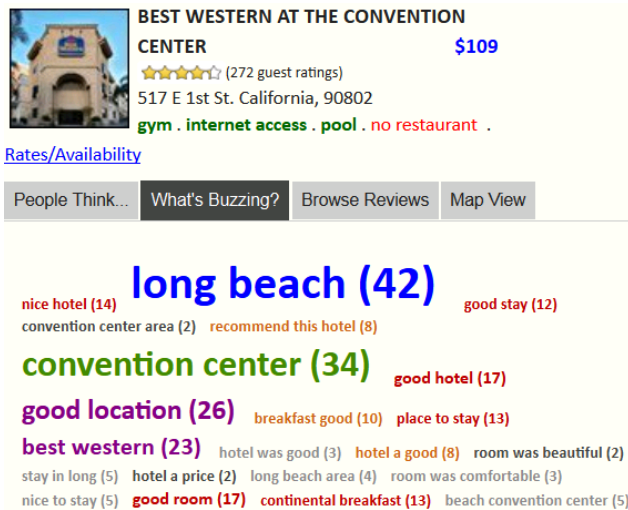 BEST WESTERN AT THE CONVENTION
CENTER $109
(272 guest ratings)
517 E 1st St. California, 90802
gym . internet access . pool . no restaurant .
Rates/Availability
People Think... What's Buzzing? Browse Reviews Map View
nice hotel (14) long beach (42) good stay (12)
convention center area (2) recommend this hotel (8)
convention center (34) good hotel (17)
good location (26) breakfast good (10) place to stay (13)
best western (23) hotel was good (3) hotel a good (8) room was beautiful (2)
stay in long (5) hotel a price (2) long beach area (4) room was comfortable (3)
nice to stay (5) good room (17) continental breakfast (13) beach convention center (5)